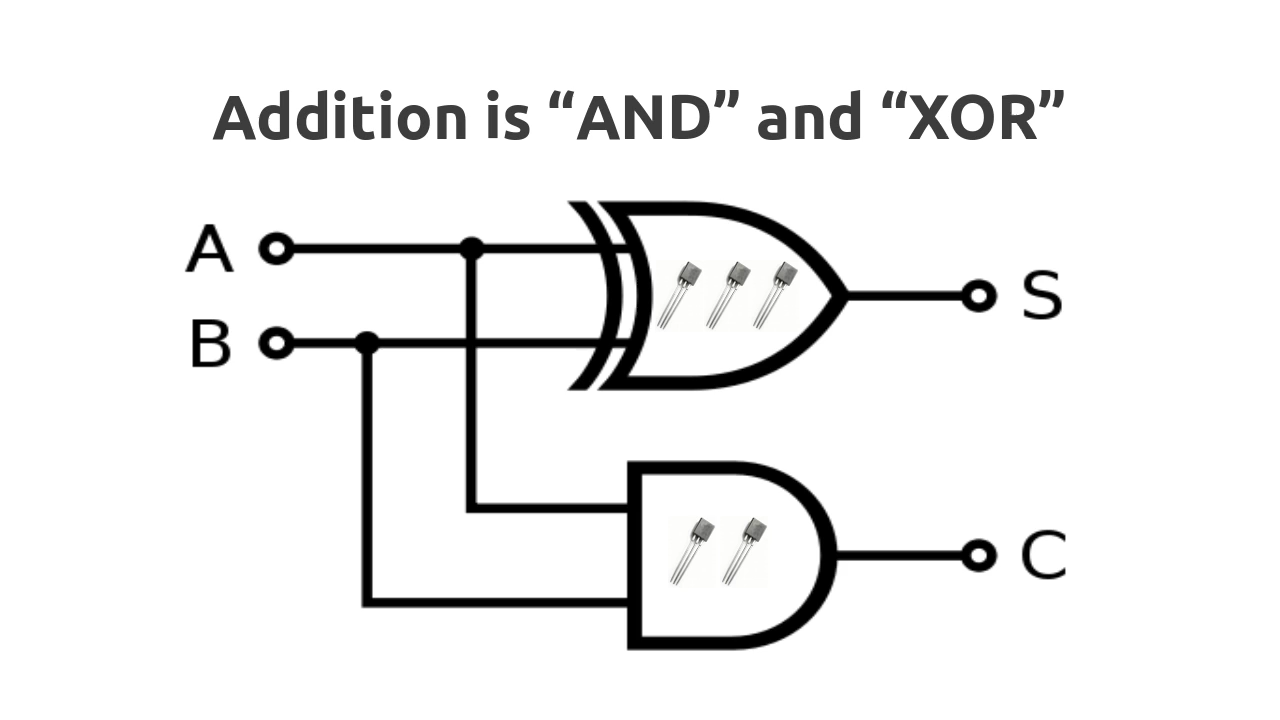 Addition is “AND” and “XOR”
A
B
S
C